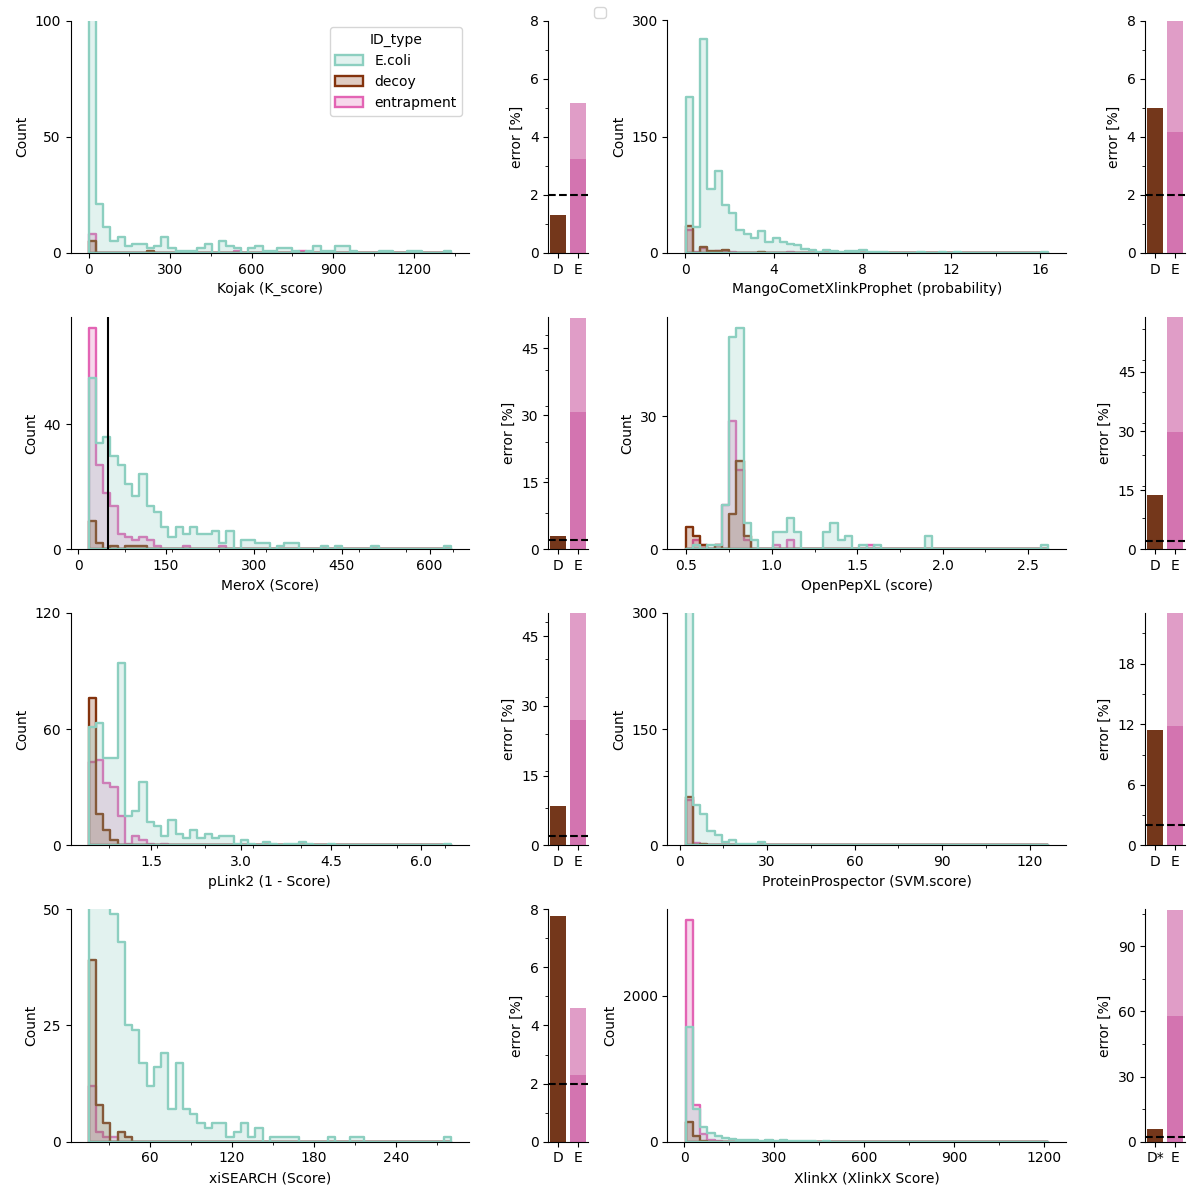 100
50
0
Count
0
300
600
900
1200
Kojak (K_score)
ID_type
E.coli
decoy
entrapment
8
6
4
2
0
error [%]
D
E
300
150
0
Count
0
4
8
12
16
MangoCometXlinkProphet (probability)
8
6
4
2
0
error [%]
D
E
40
0
Count
0
150
300
450
600
MeroX (Score)
45
30
15
0
error [%]
D
E
30
0
Count
0.5
1.0
1.5
2.0
2.5
OpenPepXL (score)
45
30
15
0
error [%]
D
E
120
60
0
Count
1.5
3.0
4.5
6.0
pLink2 (1 - Score)
45
30
15
0
error [%]
D
E
300
150
0
Count
0
30
60
90
120
ProteinProspector (SVM.score)
18
12
6
0
error [%]
D
E
50
25
0
Count
60
120
180
240
xiSEARCH (Score)
8
6
4
2
0
error [%]
D
E
2000
0
Count
0
300
600
900
1200
XlinkX (XlinkX Score)
90
60
30
0
error [%]
D*
E